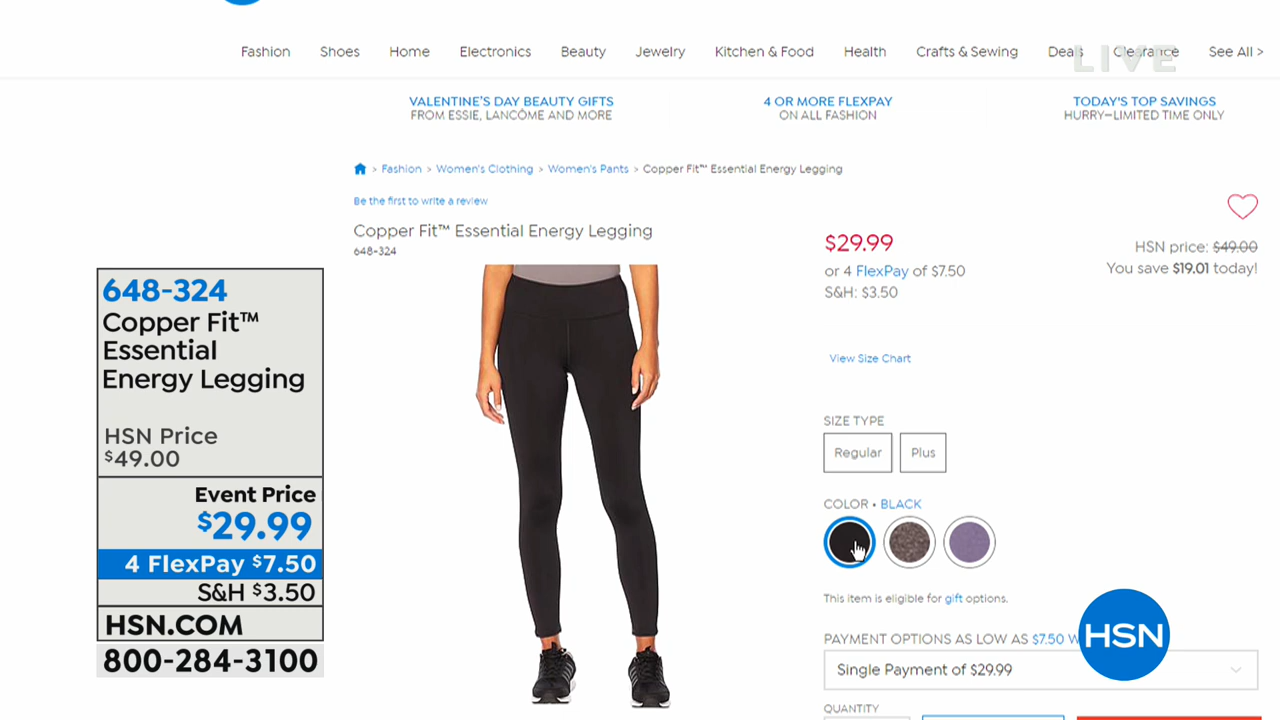 Fashion Shoes Home Electronics Beauty Jewelry Kitchen & Food Health Crafts & Sewing Deals Clearance See All >
LIVE
VALENTINE'S DAY BEAUTY GIFTS
FROM ESSIE, LANCÔME AND MORE
4 OR MORE FLEXPAY
ON ALL FASHION
TODAY'S TOP SAVINGS
HURRY—LIMITED TIME ONLY
> Fashion > Women's Clothing > Women's Pants > Copper Fit™ Essential Energy Legging
Be the first to write a review
Copper Fit™ Essential Energy Legging
648-324
$29.99
or 4 FlexPay of $7.50
S&H: $3.50
HSN price: $49.00
You save $19.01 today!
View Size Chart
SIZE TYPE
Regular Plus
COLOR • BLACK
This item is eligible for gift options.
PAYMENT OPTIONS AS LOW AS $7.50 W
Single Payment of $29.99
QUANTITY
HSN
648-324
Copper Fit™
Essential
Energy Legging
HSN Price
$49.00
Event Price
$29.99
4 FlexPay $7.50
S&H $3.50
HSN.COM
800-284-3100